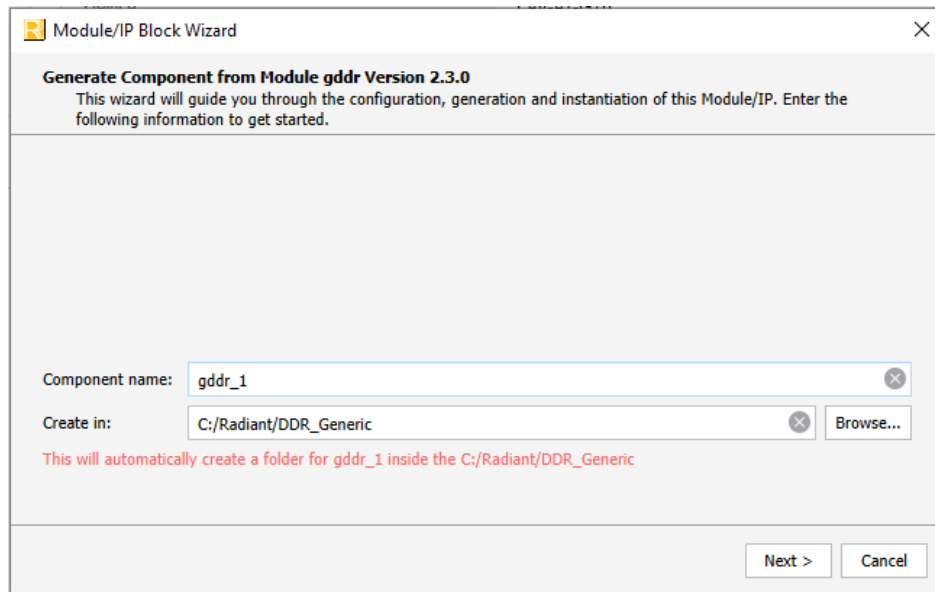 Module/IP Block Wizard
Generate Component from Module gddr Version 2.3.0
This wizard will guide you through the configuration, generation and instantiation of this Module/IP. Enter the
following information to get started.
Component name: gddr_1
Create in: C:/Radiant/DDR_Generic Browse...
This will automatically create a folder for gddr_1 inside the C:/Radiant/DDR_Generic
Next > Cancel